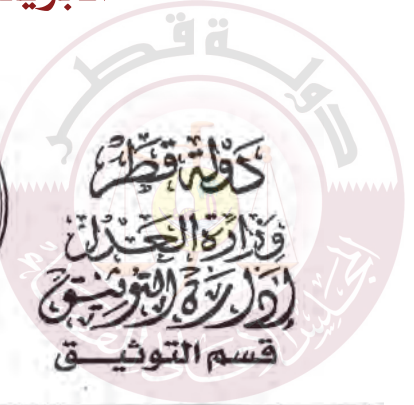 دولة قطر
وزارة العدل
إدارة التوثيق
قسم التوثيق
دولة قطر